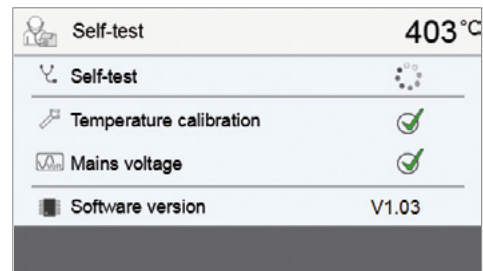 Self-test 403°C
Self-test
Temperature calibration
Mains voltage
Software version V1.03